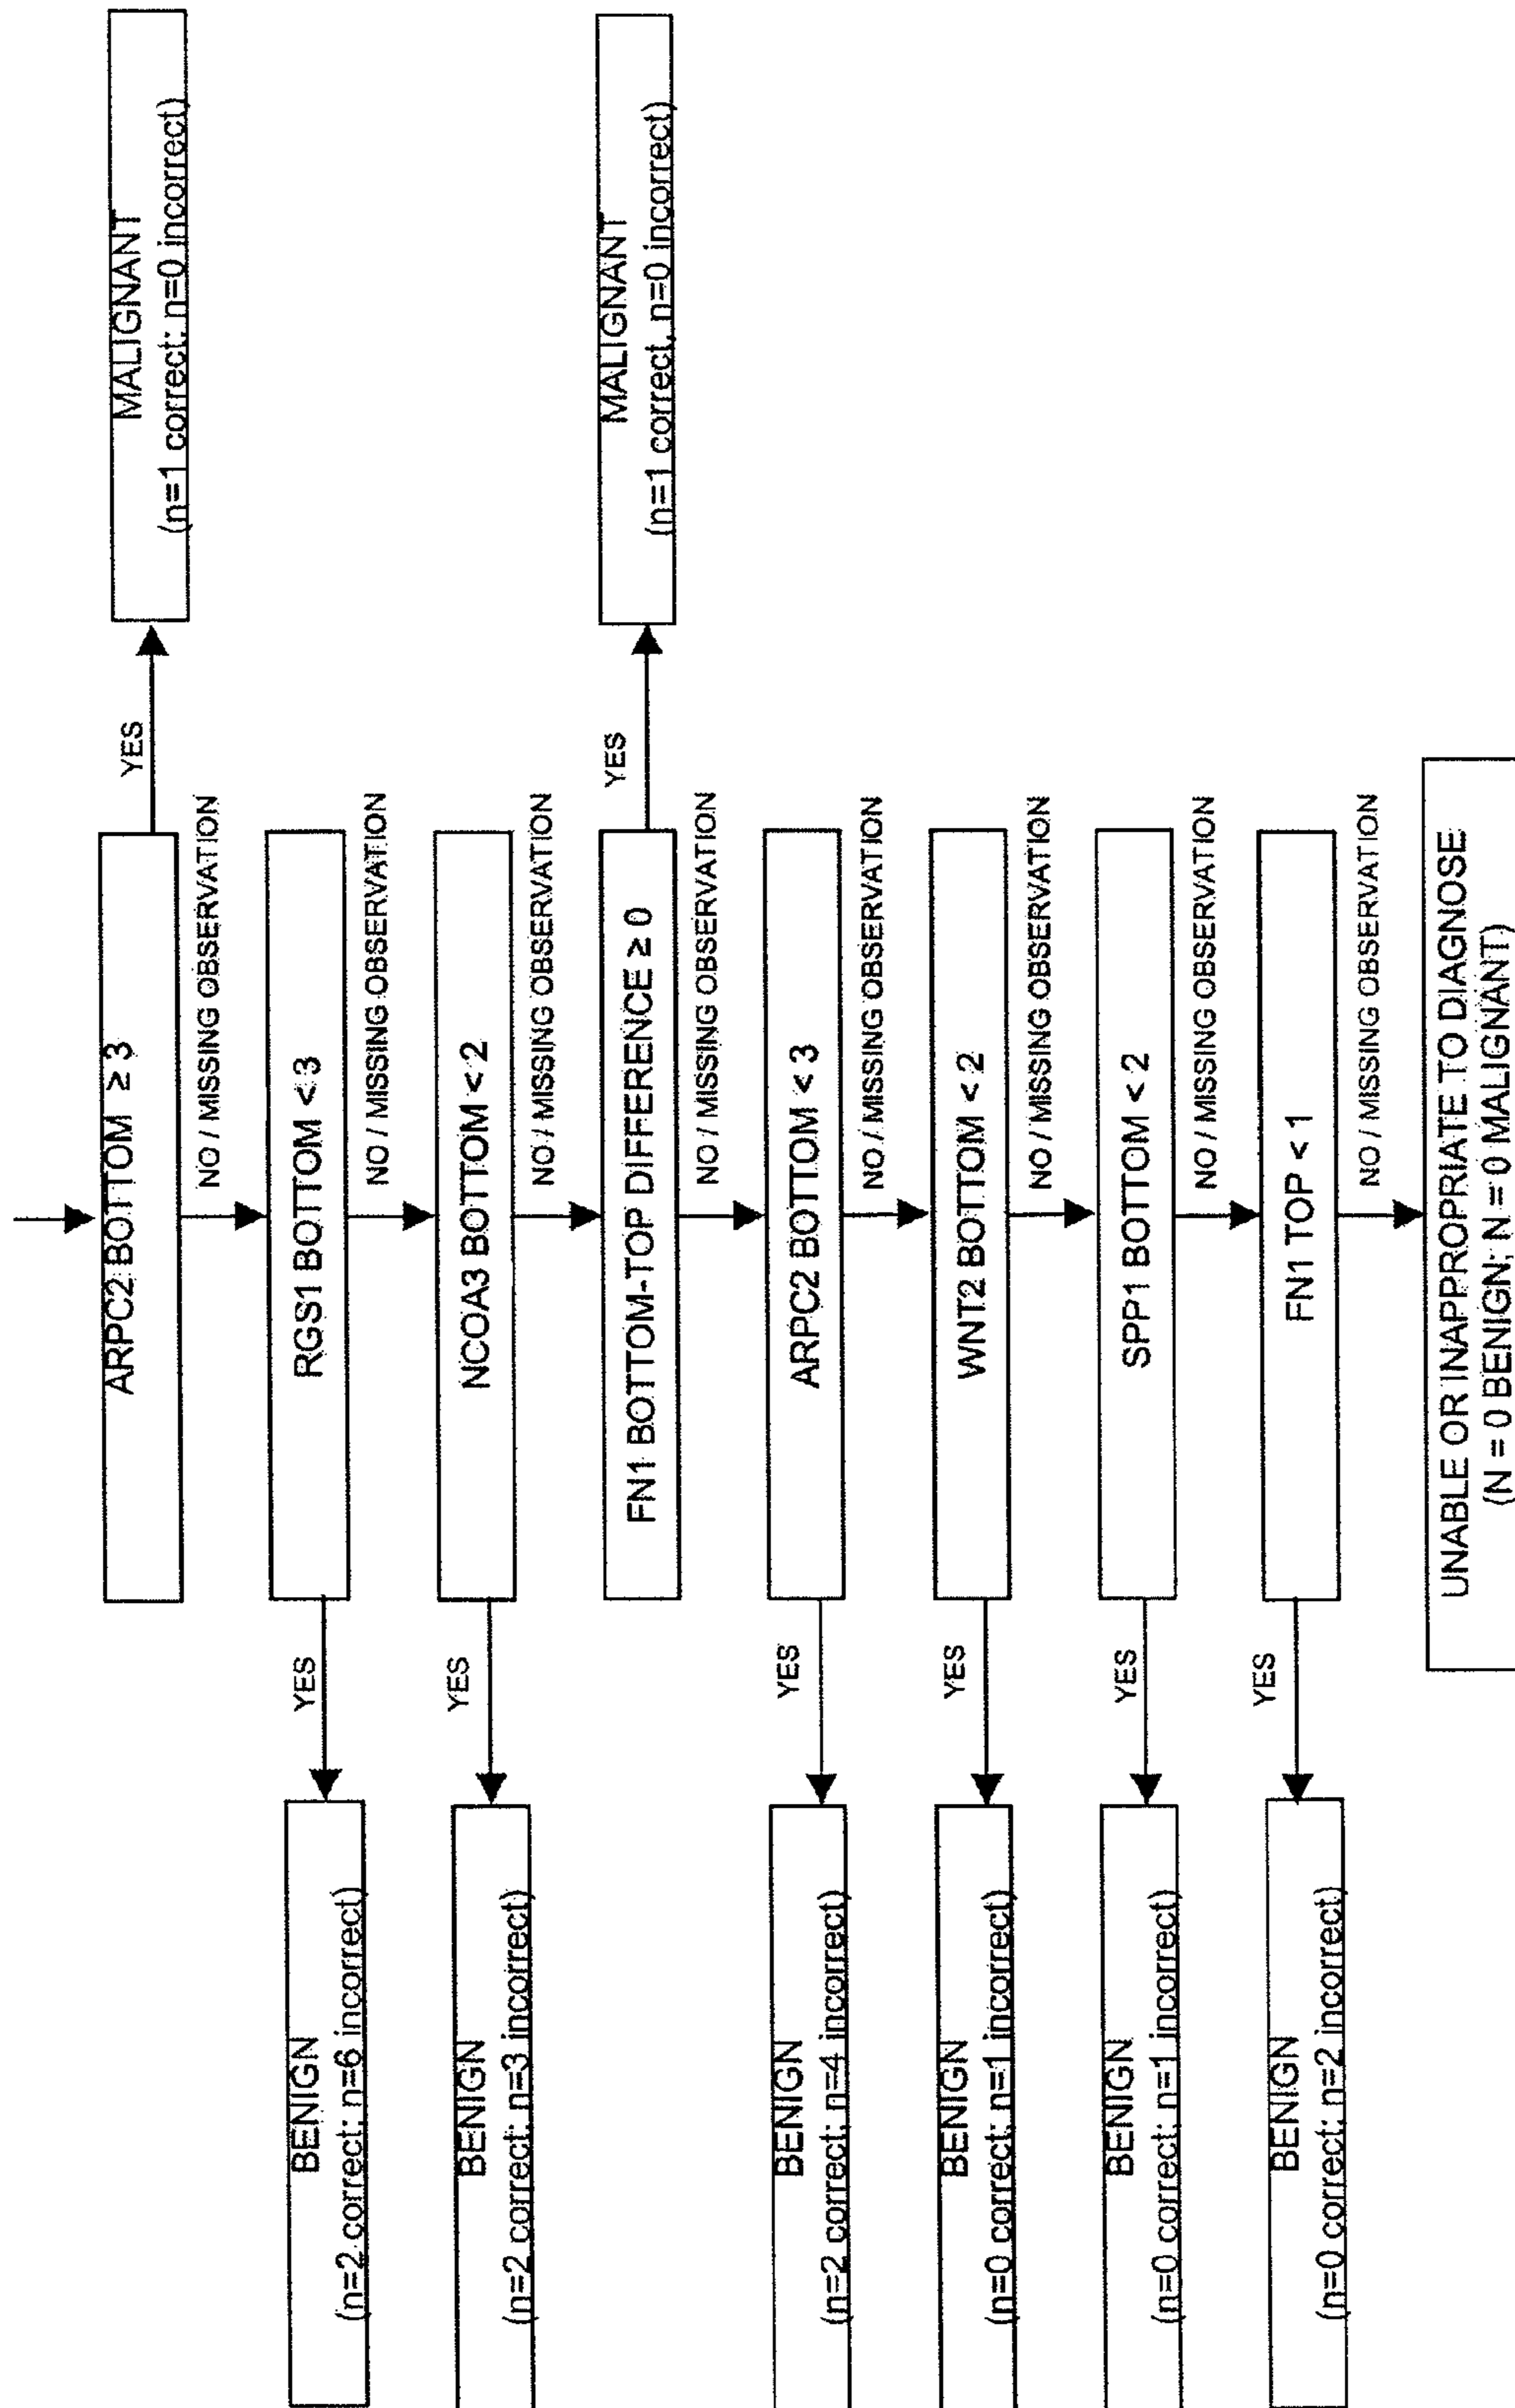 ARPC2 BOTTOM ≥ 3
YES
MALIGNANT
(n=1 correct; n=0 incorrect)
NO / MISSING OBSERVATION
RGS1 BOTTOM < 3
YES
BENIGN
(n=2 correct; n=6 incorrect)
NO / MISSING OBSERVATION
NCOA3 BOTTOM < 2
YES
BENIGN
(n=2 correct; n=3 incorrect)
NO / MISSING OBSERVATION
FN1 BOTTOM-TOP DIFFERENCE ≥ 0
YES
MALIGNANT
(n=1 correct, n=0 incorrect)
NO / MISSING OBSERVATION
ARPC2 BOTTOM < 3
YES
BENIGN
(n=2 correct; n=4 incorrect)
NO / MISSING OBSERVATION
WNT2 BOTTOM < 2
YES
BENIGN
(n=0 correct; n=1 incorrect)
NO / MISSING OBSERVATION
SPP1 BOTTOM < 2
YES
BENIGN
(n=0 correct; n=1 incorrect)
NO / MISSING OBSERVATION
FN1 TOP < 1
YES
BENIGN
(n=0 correct; n=2 incorrect)
NO / MISSING OBSERVATION
UNABLE OR INAPPROPRIATE TO DIAGNOSE
(N = 0 BENIGN; N = 0 MALIGNANT)